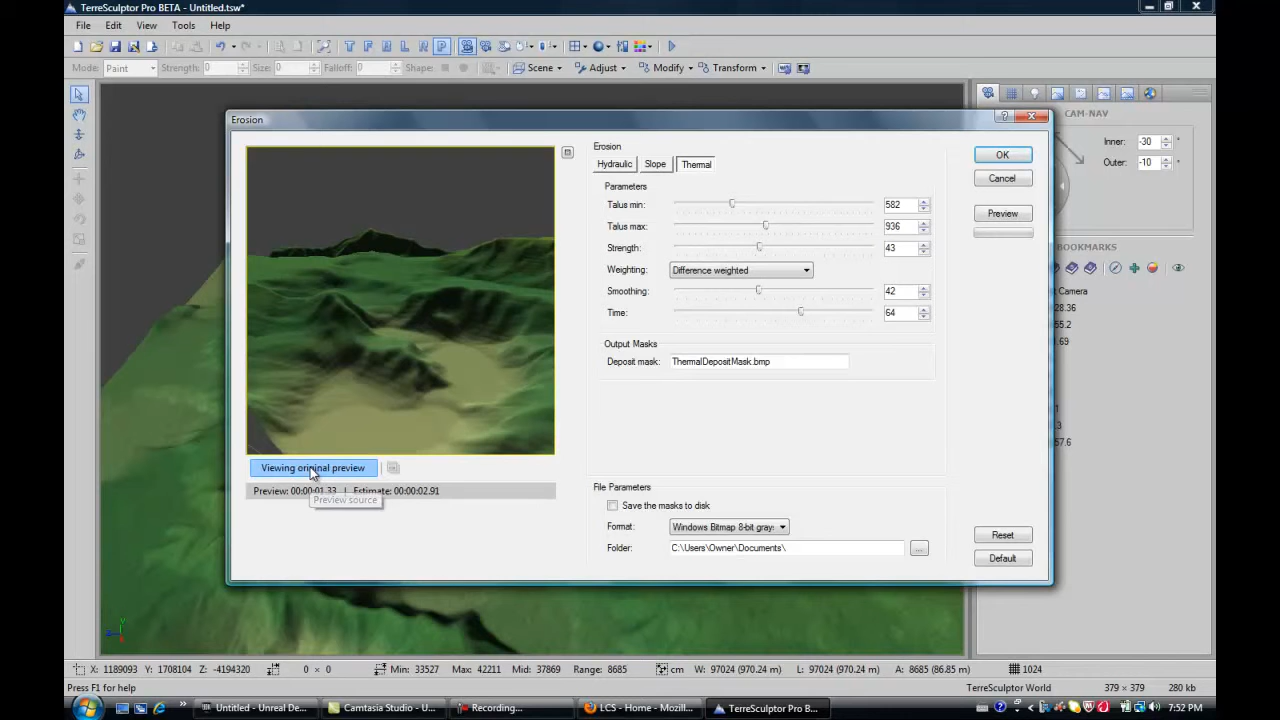 TerreSculptor Pro BETA - Untitled.tsw*
File Edit View Tools Help
T F B L R P
Mode: Paint Strength: 0 Size: 0 Falloff: 0 Shape: Scene Adjust Modify Transform
CAM-NAV
Inner: -30 °
Outer: -10 °
BOOKMARKS
Camera
28.36
55.2
.69
1
.3
57.6
Erosion
Erosion
Hydraulic Slope Thermal
Parameters
Talus min: 582
Talus max: 936
Strength: 43
Weighting: Difference weighted
Smoothing: 42
Time: 64
Output Masks
Deposit mask: ThermalDepositMask.bmp
OK
Cancel
Preview
Viewing original preview
Preview: 00:00:01.33 | Estimate: 00:00:02.91
Preview source
File Parameters
Save the masks to disk
Format: Windows Bitmap 8-bit gray
Folder: C:\Users\Owner\Documents\ ...
Reset
Default
X: 1189093 Y: 1708104 Z: -4194320 0 × 0 Min: 33527 Max: 42211 Mid: 37869 Range: 8685 cm W: 97024 (970.24 m) L: 97024 (970.24 m) A: 8685 (86.85 m) 1024
Press F1 for help TerreSculptor World 379 × 379 280 kb
Untitled - Unreal De... Camtasia Studio - U... Recording... LCS - Home - Mozill... TerreSculptor Pro B... 7:52 PM